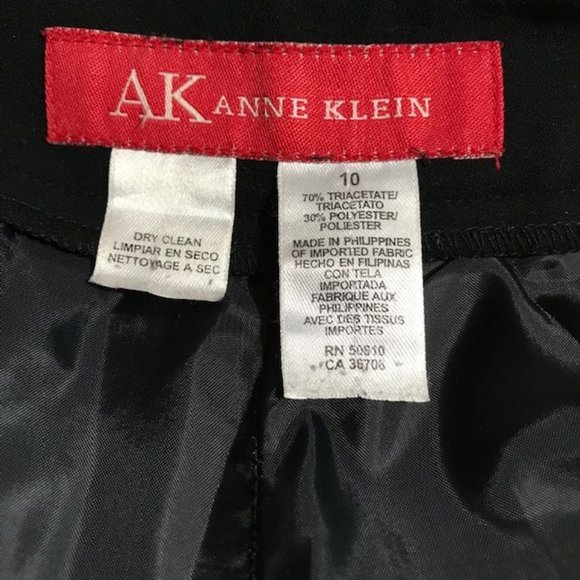 AK ANNE KLEIN
DRY CLEAN
LIMPIAR EN SECO
NETTOYAGE A SEC
10
70% TRIACETATE/
TRIACETATO
30% POLYESTER/
POLIESTER
MADE IN PHILIPPINES
OF IMPORTED FABRIC
HECHO EN FILIPINAS
CON TELA
IMPORTADA
FABRIQUE AUX
PHILIPPINES
AVEC DES TISSUS
IMPORTES
RN 50910
CA 36708